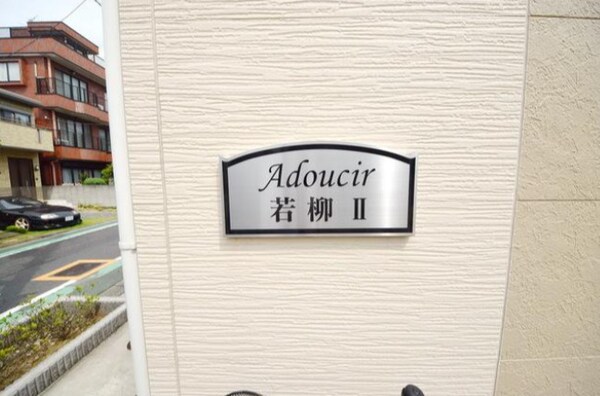 Adoucir
若柳 II